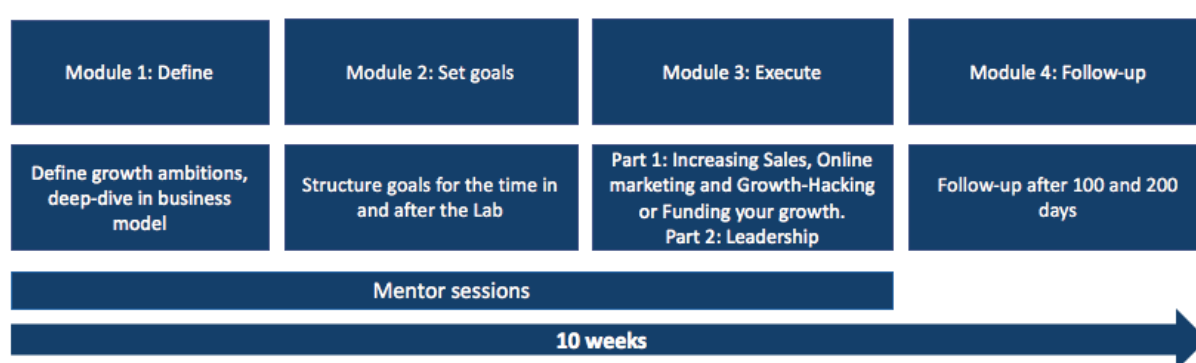 Module 1: Define
Module 2: Set goals
Module 3: Execute
Module 4: Follow-up
Define growth ambitions,
deep-dive in business
model
Structure goals for the time in
and after the Lab
Part 1: Increasing Sales, Online
marketing and Growth-Hacking
or Funding your growth.
Part 2: Leadership
Follow-up after 100 and 200
days
Mentor sessions
10 weeks